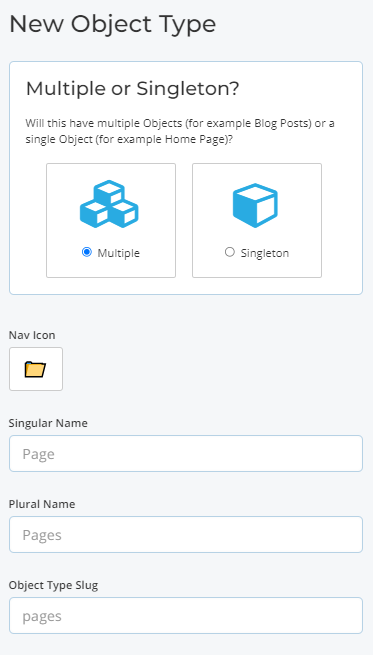 New Object Type
Multiple or Singleton?
Will this have multiple Objects (for example Blog Posts) or a
single Object (for example Home Page)?
Multiple
Singleton
Nav Icon
Singular Name
Page
Plural Name
Pages
Object Type Slug
pages